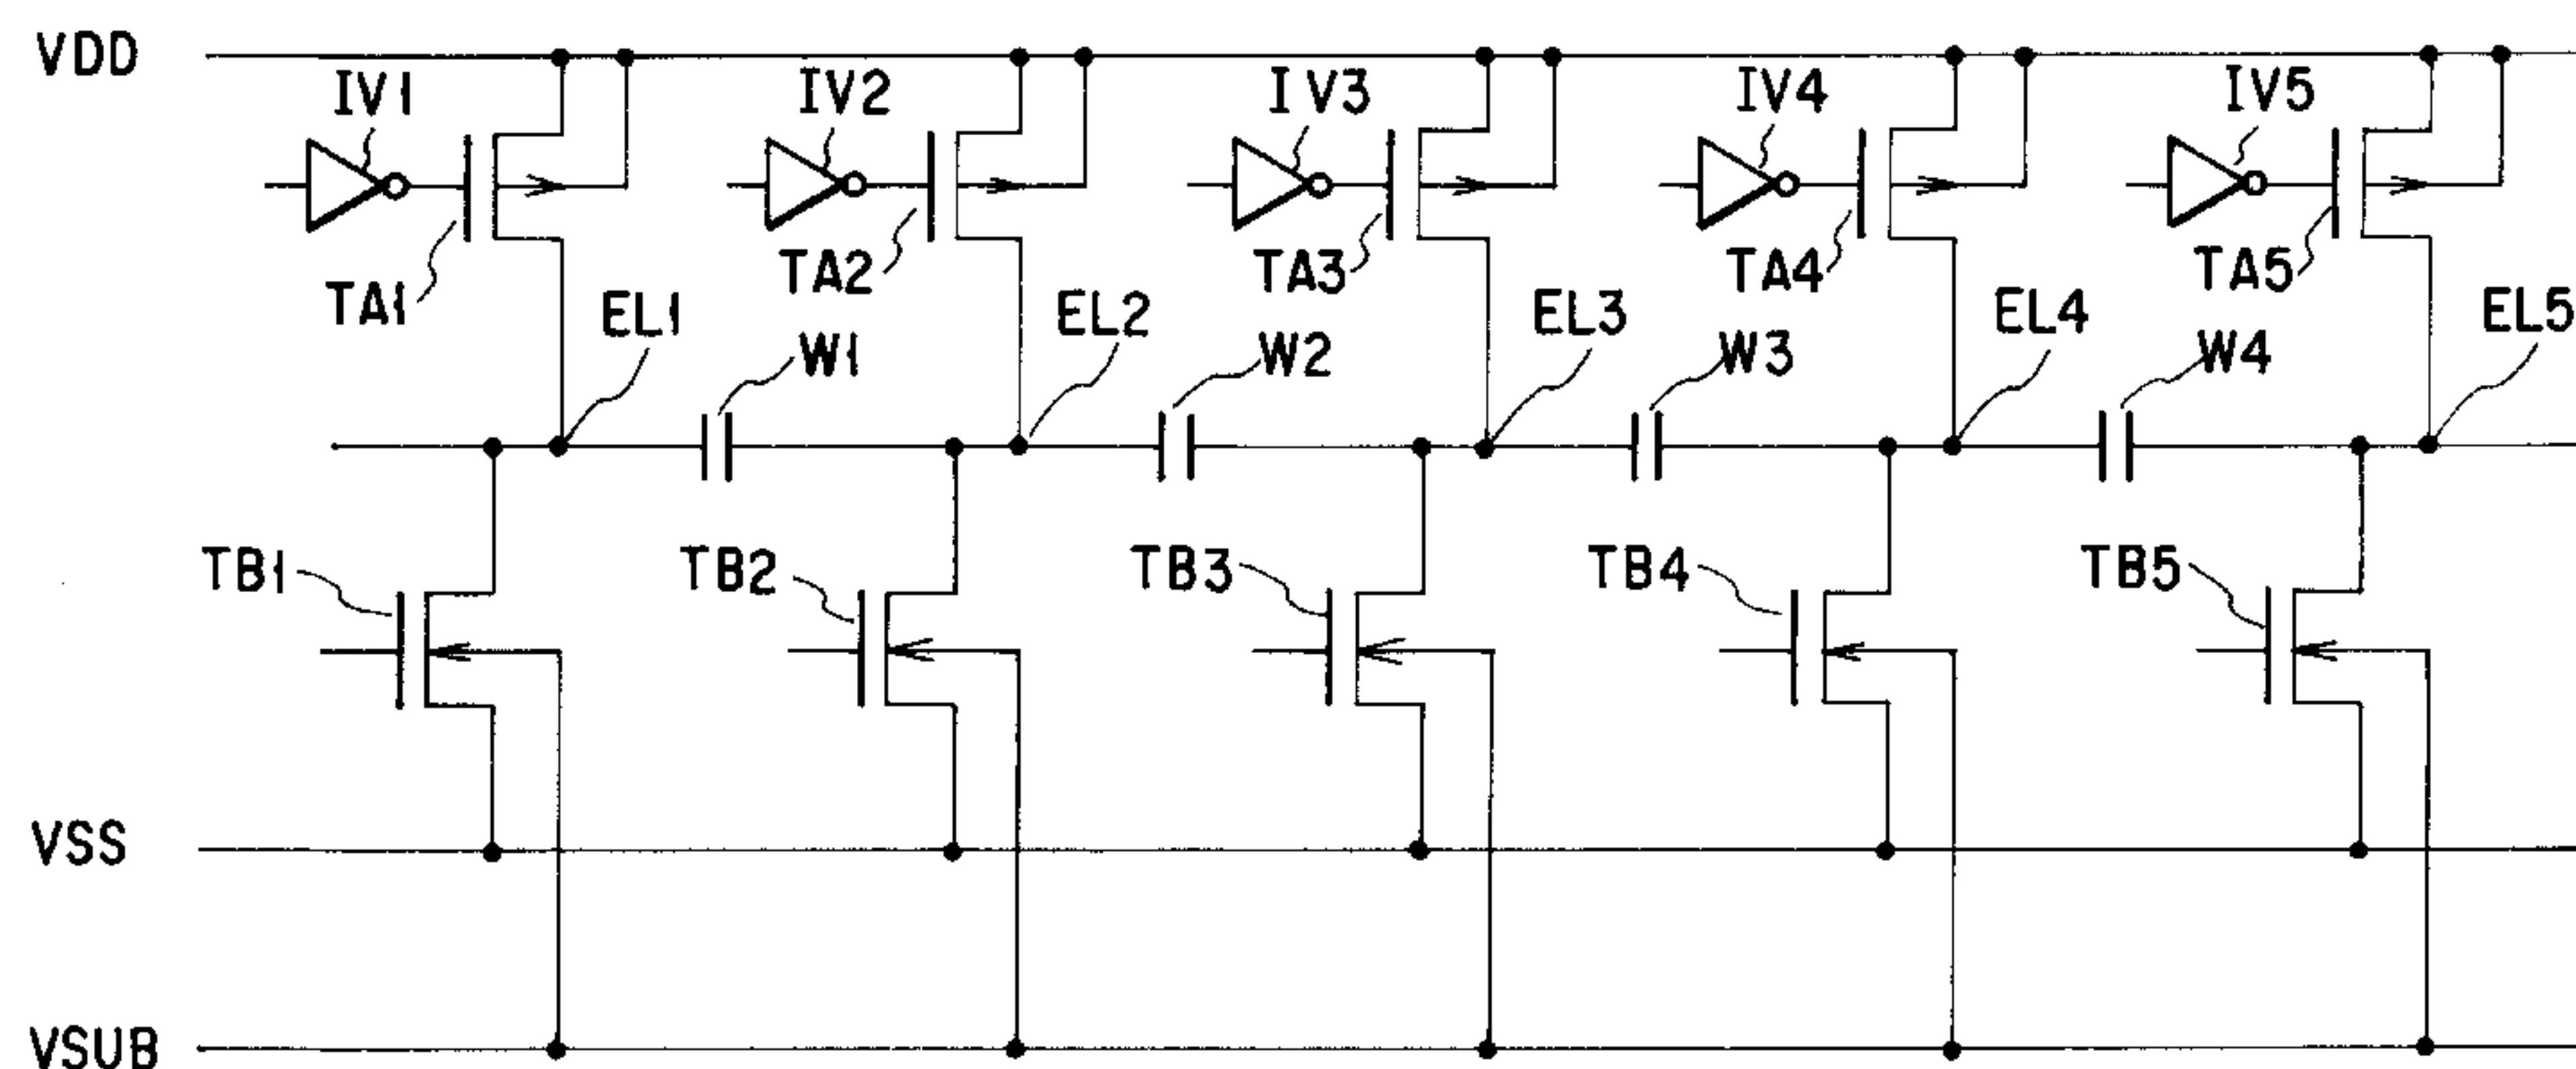 VDD
IV1 IV2 IV3 IV4 IV5
TA1 TA2 TA3 TA4 TA5
EL1 EL2 EL3 EL4 EL5
W1 W2 W3 W4
TB1 TB2 TB3 TB4 TB5
VSS
VSUB